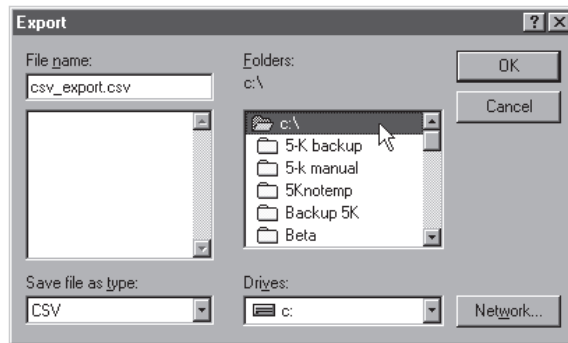 Export
File name:
csv_export.csv
Folders:
c:\
c:\
5-K backup
5-k manual
5Knotemp
Backup 5K
Beta
OK
Cancel
Save file as type:
CSV
Drives:
c:
Network...